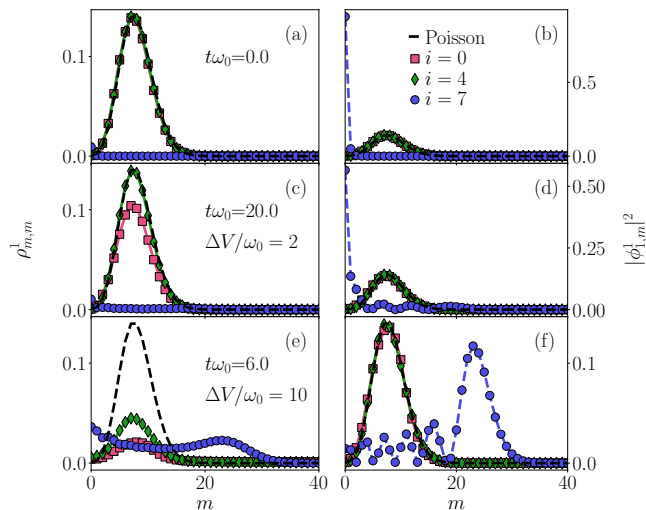 (a)
tω₀=0.0
0.1
0.0
(b)
Poisson
i = 0
i = 4
i = 7
0.5
0.0
(c)
tω₀=20.0
ΔV/ω₀ = 2
0.1
0.0
ρ¹ₘ,ₘ
(d)
0.50
0.25
0.00
|ϕ¹₁,ₘ|²
(e)
tω₀=6.0
ΔV/ω₀ = 10
0.1
0.0
0 20 40
m
(f)
0.1
0.0
0 20 40
m